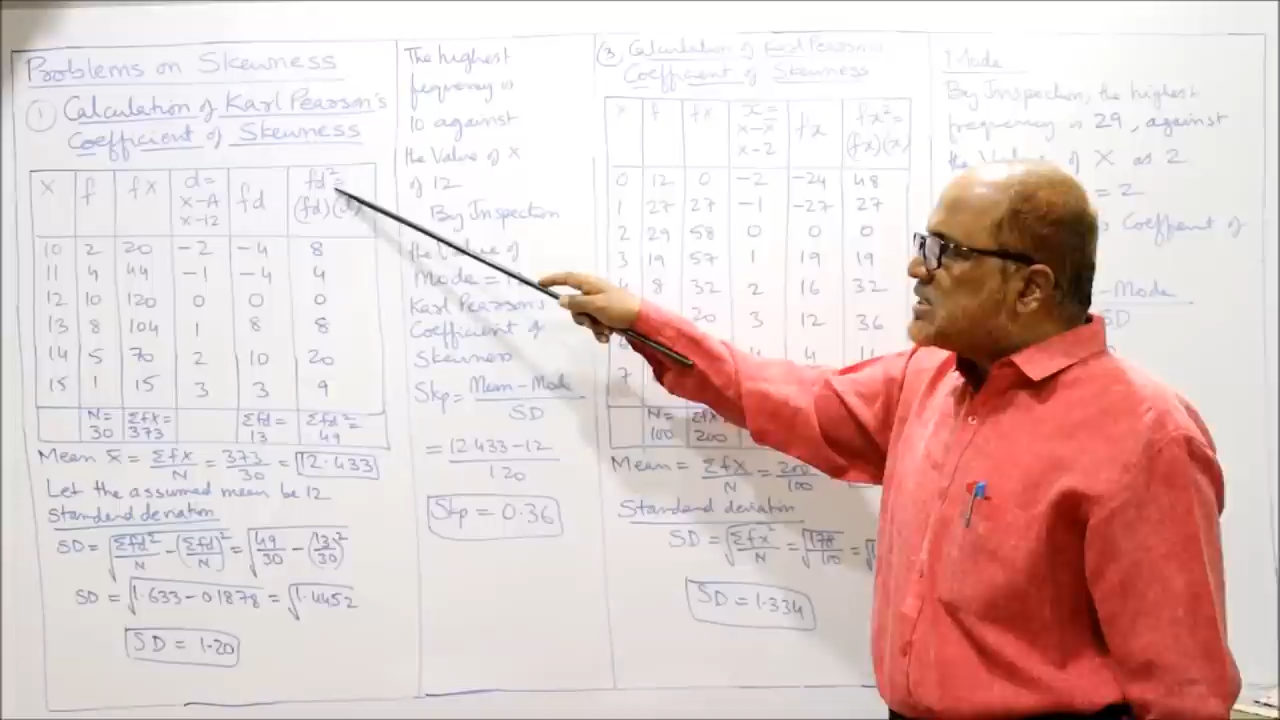 Problems on Skewness
① Calculation of Karl Pearson's
Coefficient of Skewness
X f fx d= X-A X-12 fd fd²= (fd)(d)
10 2 20 -2 -4 8
11 4 44 -1 -4 4
12 10 120 0 0 0
13 8 104 1 8 8
14 5 70 2 10 20
15 1 15 3 3 9
N= 30 Σfx= 373 Σfd= 13 Σfd²= 49
Mean x̄ = Σfx/N = 373/30 = 12.433
Let the assumed mean be 12
Standard deviation
SD = √(Σfd²/N - (Σfd/N)²) = √(49/30 - (13/30)²)
SD = √(1.633-0.1878) = √1.4452
SD = 1.20
The highest
frequency is
10 against
the Value of X
of 12
By Inspection
the Value of
Mode =
Karl Pearson's
Coefficient of
Skewness
Skp = Mean-Mode/SD
= 12.433-12/1.20
Skp = 0.36
③ Calculation of Karl Pearson's
Coefficient of Skewness
X f fX x= X-X̄ X-2 fx fx²= (fx)(x)
0 12 0 -2 -24 48
1 27 27 -1 -27 27
2 29 58 0 0 0
3 19 57 1 19 19
4 8 32 2 16 32
20 3 12 36
6 4 4
7
N= 100 ΣfX= 200
Mean = ΣfX/N = 200/100
Standard deviation
SD = √(Σfx²/N) = √(178/100) =
SD = 1.334
Mode
By Inspection, the highest
frequency is 29, against
the Value of X as 2
= 2
Coefficient of
-Mode
SD